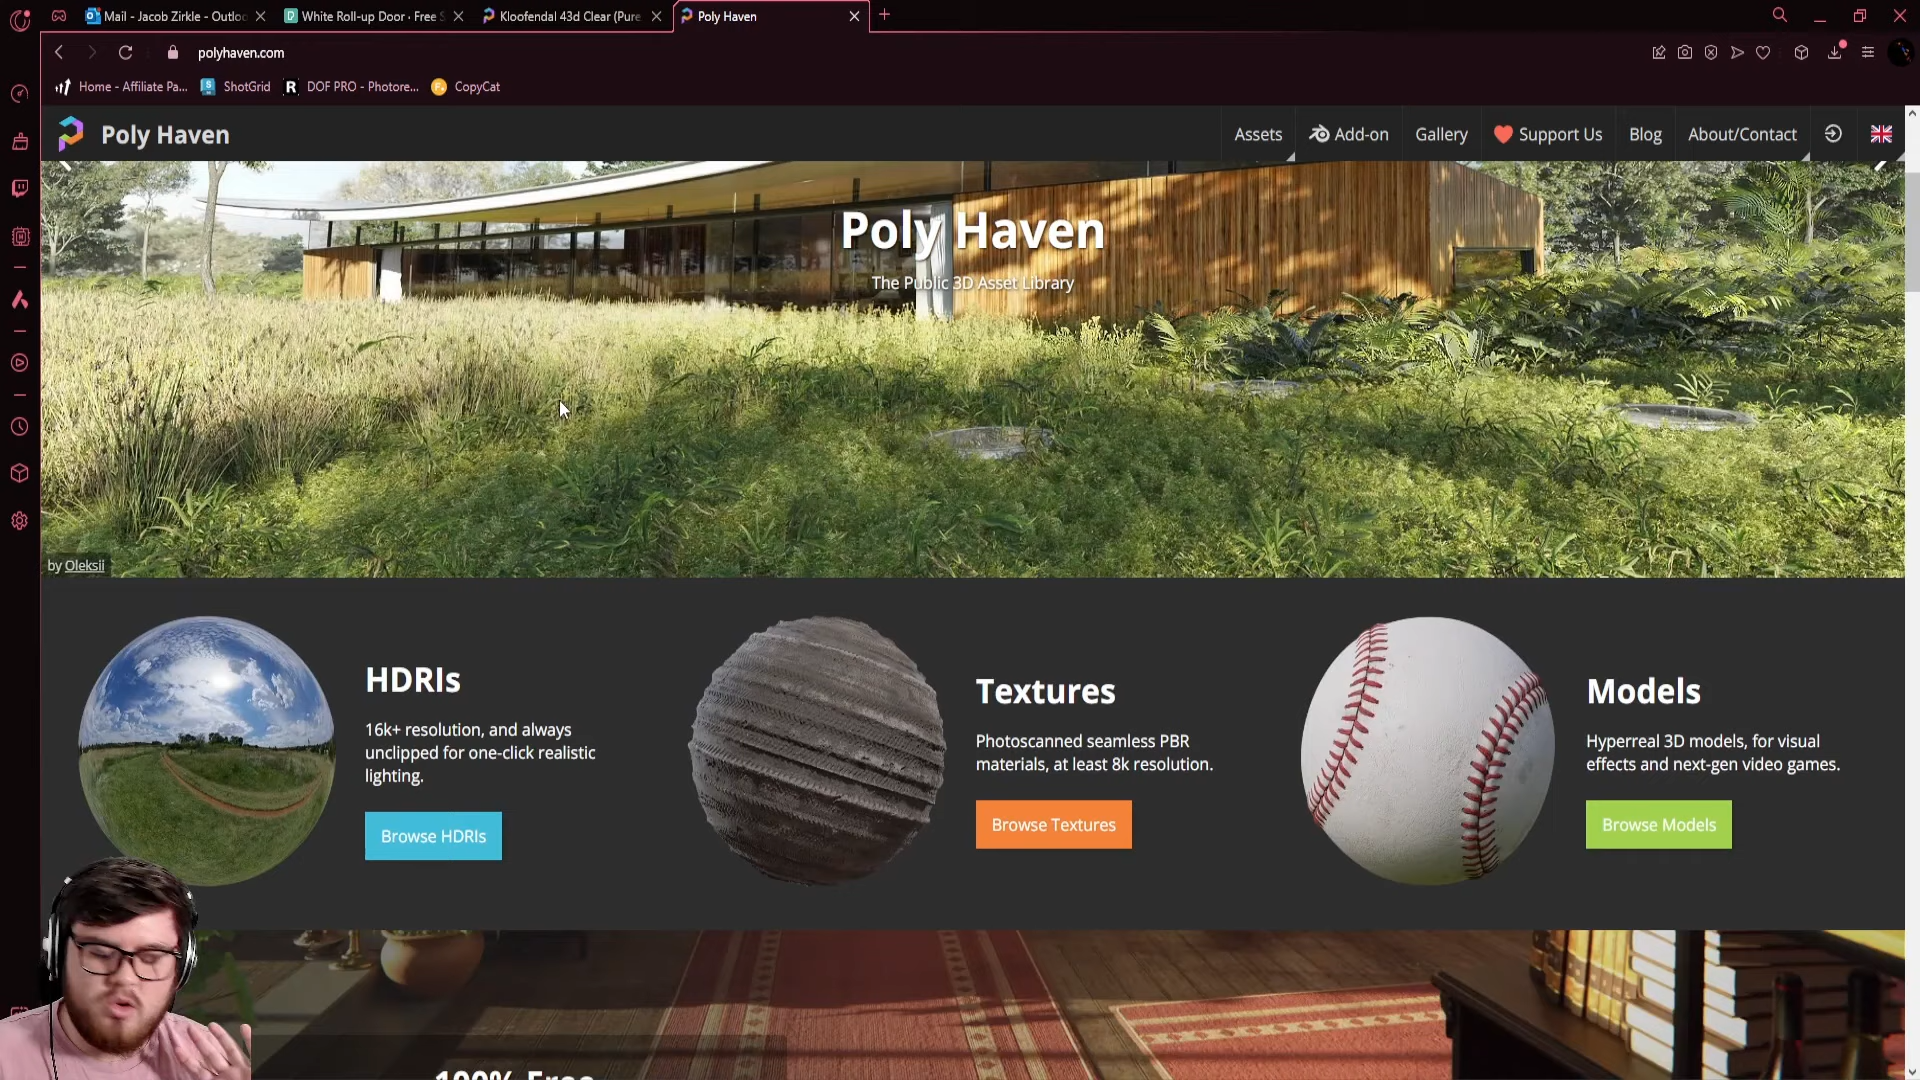 Mail - Jacob Zirkle - Outloo
White Roll-up Door · Free S
Kloofendal 43d Clear (Pure
Poly Haven
polyhaven.com
Home - Affiliate Pa...
ShotGrid
DOF PRO - Photore...
CopyCat
Poly Haven
Assets
Add-on
Gallery
Support Us
Blog
About/Contact
Poly Haven
The Public 3D Asset Library
by Oleksii
HDRIs
16k+ resolution, and always
unclipped for one-click realistic
lighting.
Browse HDRIs
Textures
Photoscanned seamless PBR
materials, at least 8k resolution.
Browse Textures
Models
Hyperreal 3D models, for visual
effects and next-gen video games.
Browse Models
100% Free